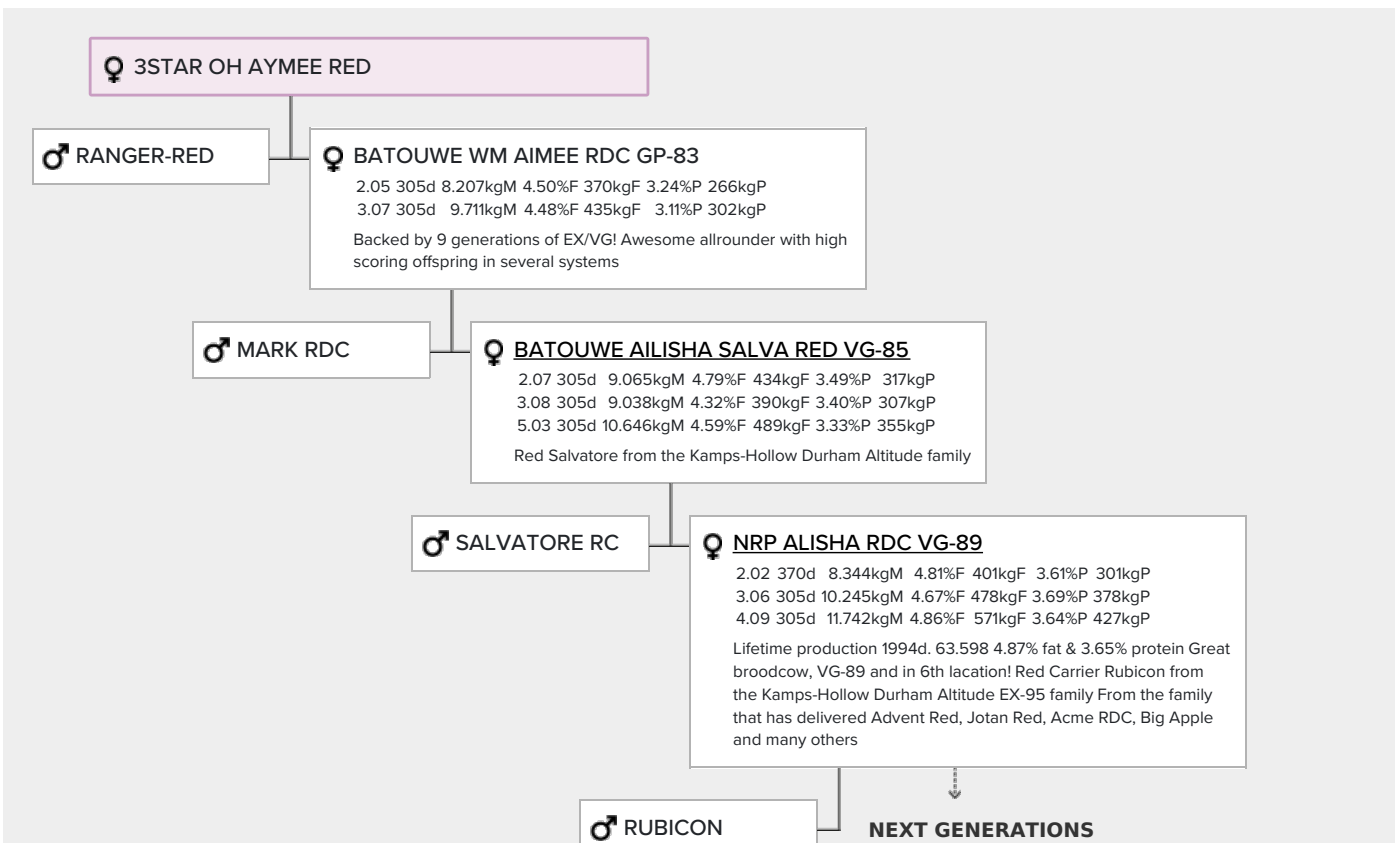 3STAR OH AYMEE RED
RANGER-RED
BATOUWE WM AIMEE RDC GP-83
2.05 305d 8.207kgM 4.50%F 370kgF 3.24%P 266kgP
3.07 305d 9.711kgM 4.48%F 435kgF 3.11%P 302kgP
Backed by 9 generations of EX/VG! Awesome allrounder with high
scoring offspring in several systems
MARK RDC
BATOUWE AILISHA SALVA RED VG-85
2.07 305d 9.065kgM 4.79%F 434kgF 3.49%P 317kgP
3.08 305d 9.038kgM 4.32%F 390kgF 3.40%P 307kgP
5.03 305d 10.646kgM 4.59%F 489kgF 3.33%P 355kgP
Red Salvatore from the Kamps-Hollow Durham Altitude family
SALVATORE RC
NRP ALISHA RDC VG-89
2.02 370d 8.344kgM 4.81%F 401kgF 3.61%P 301kgP
3.06 305d 10.245kgM 4.67%F 478kgF 3.69%P 378kgP
4.09 305d 11.742kgM 4.86%F 571kgF 3.64%P 427kgP
Lifetime production 1994d. 63.598 4.87% fat & 3.65% protein Great
broodcow, VG-89 and in 6th lacation! Red Carrier Rubicon from
the Kamps-Hollow Durham Altitude EX-95 family From the family
that has delivered Advent Red, Jotan Red, Acme RDC, Big Apple
and many others
RUBICON
NEXT GENERATIONS